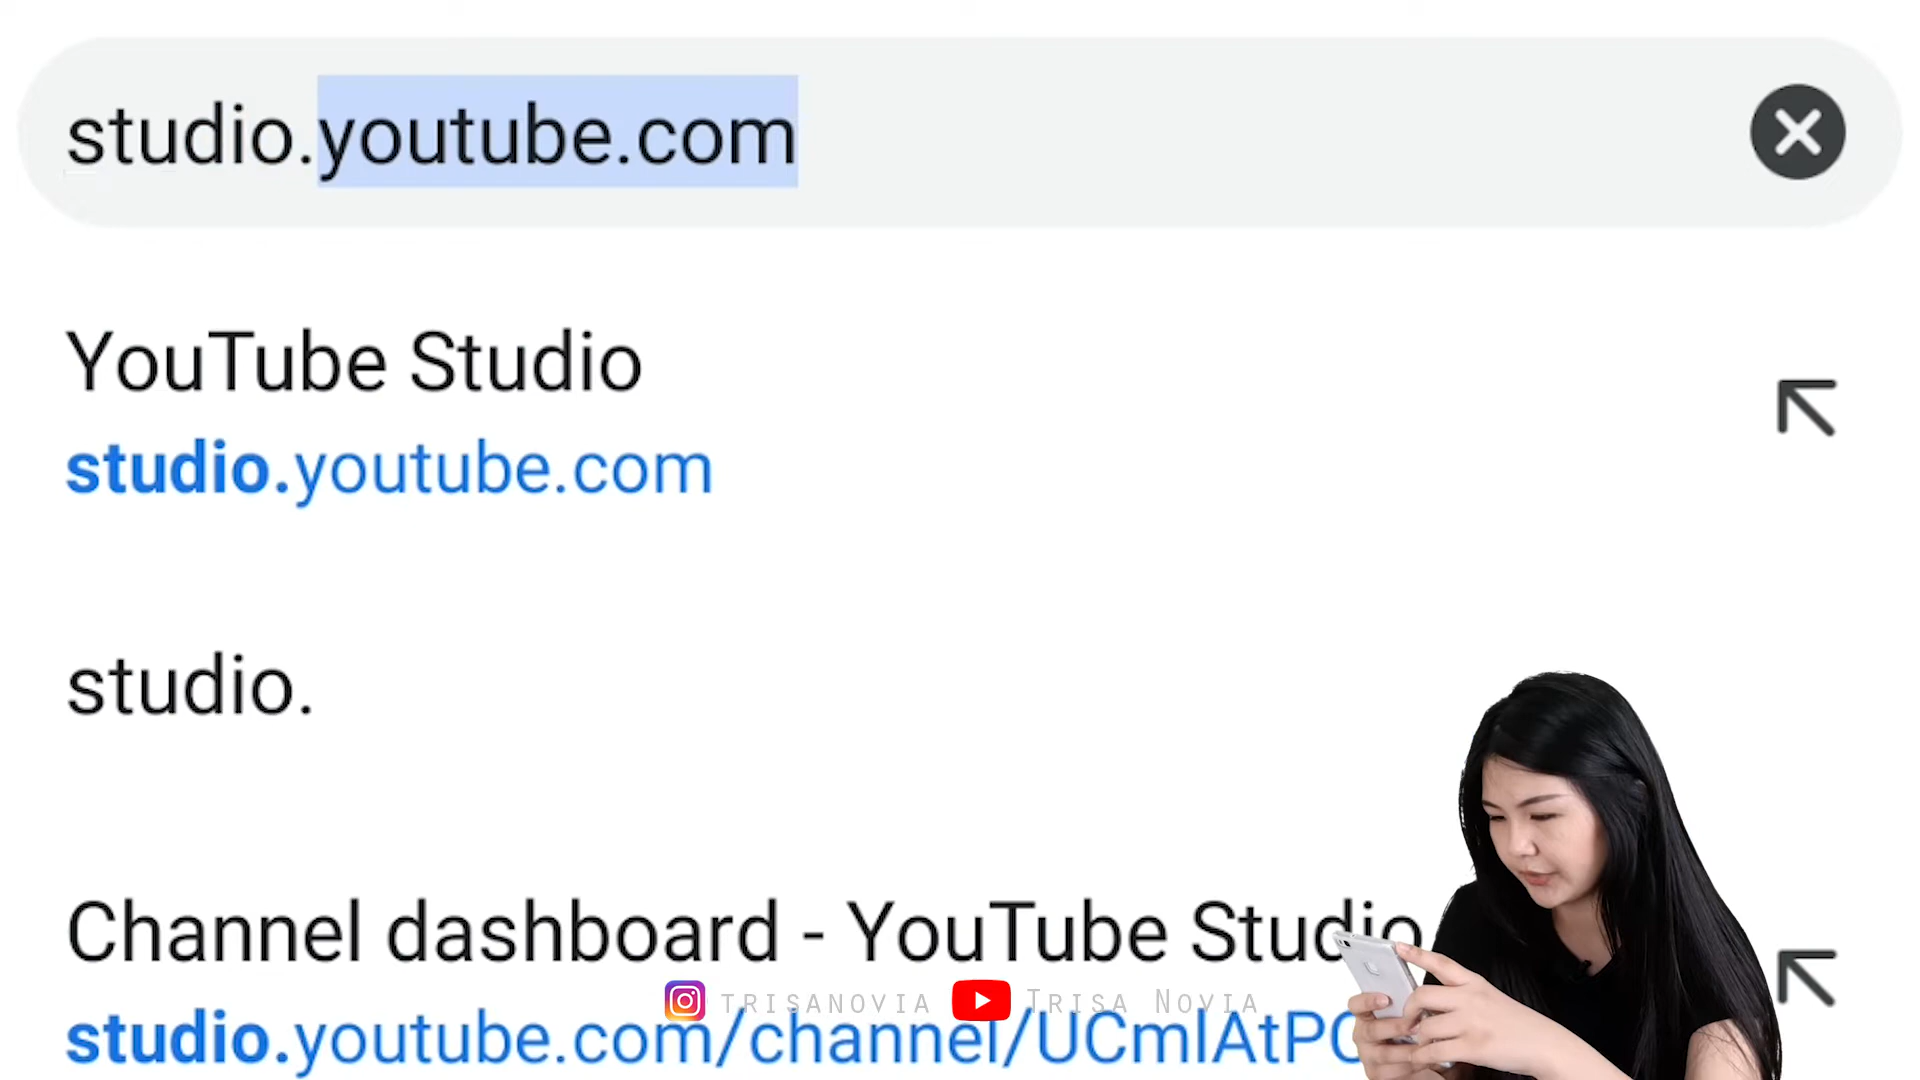 studio.youtube.com
YouTube Studio
studio.youtube.com
studio.
Channel dashboard - YouTube Studio
TRISANOVIA TRISA NOVIA
studio.youtube.com/channel/UCmlAtPC